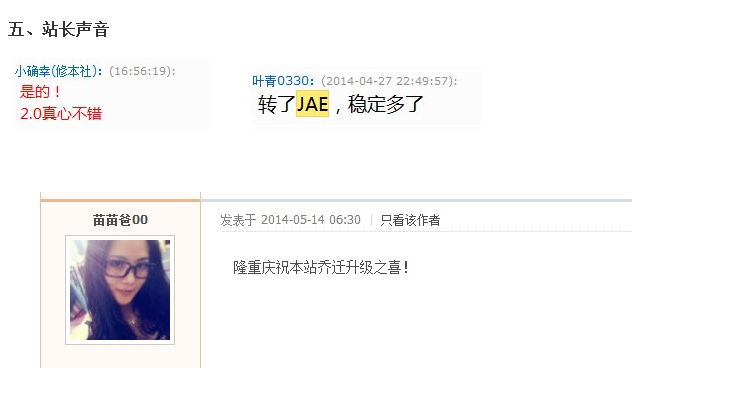 五、站长声音
小确幸(修本社)：(16:56:19):
是的！
2.0真心不错
叶青0330：(2014-04-27 22:49:57):
转了JAE，稳定多了
苗苗爸00
发表于 2014-05-14 06:30 | 只看该作者
隆重庆祝本站乔迁升级之喜！